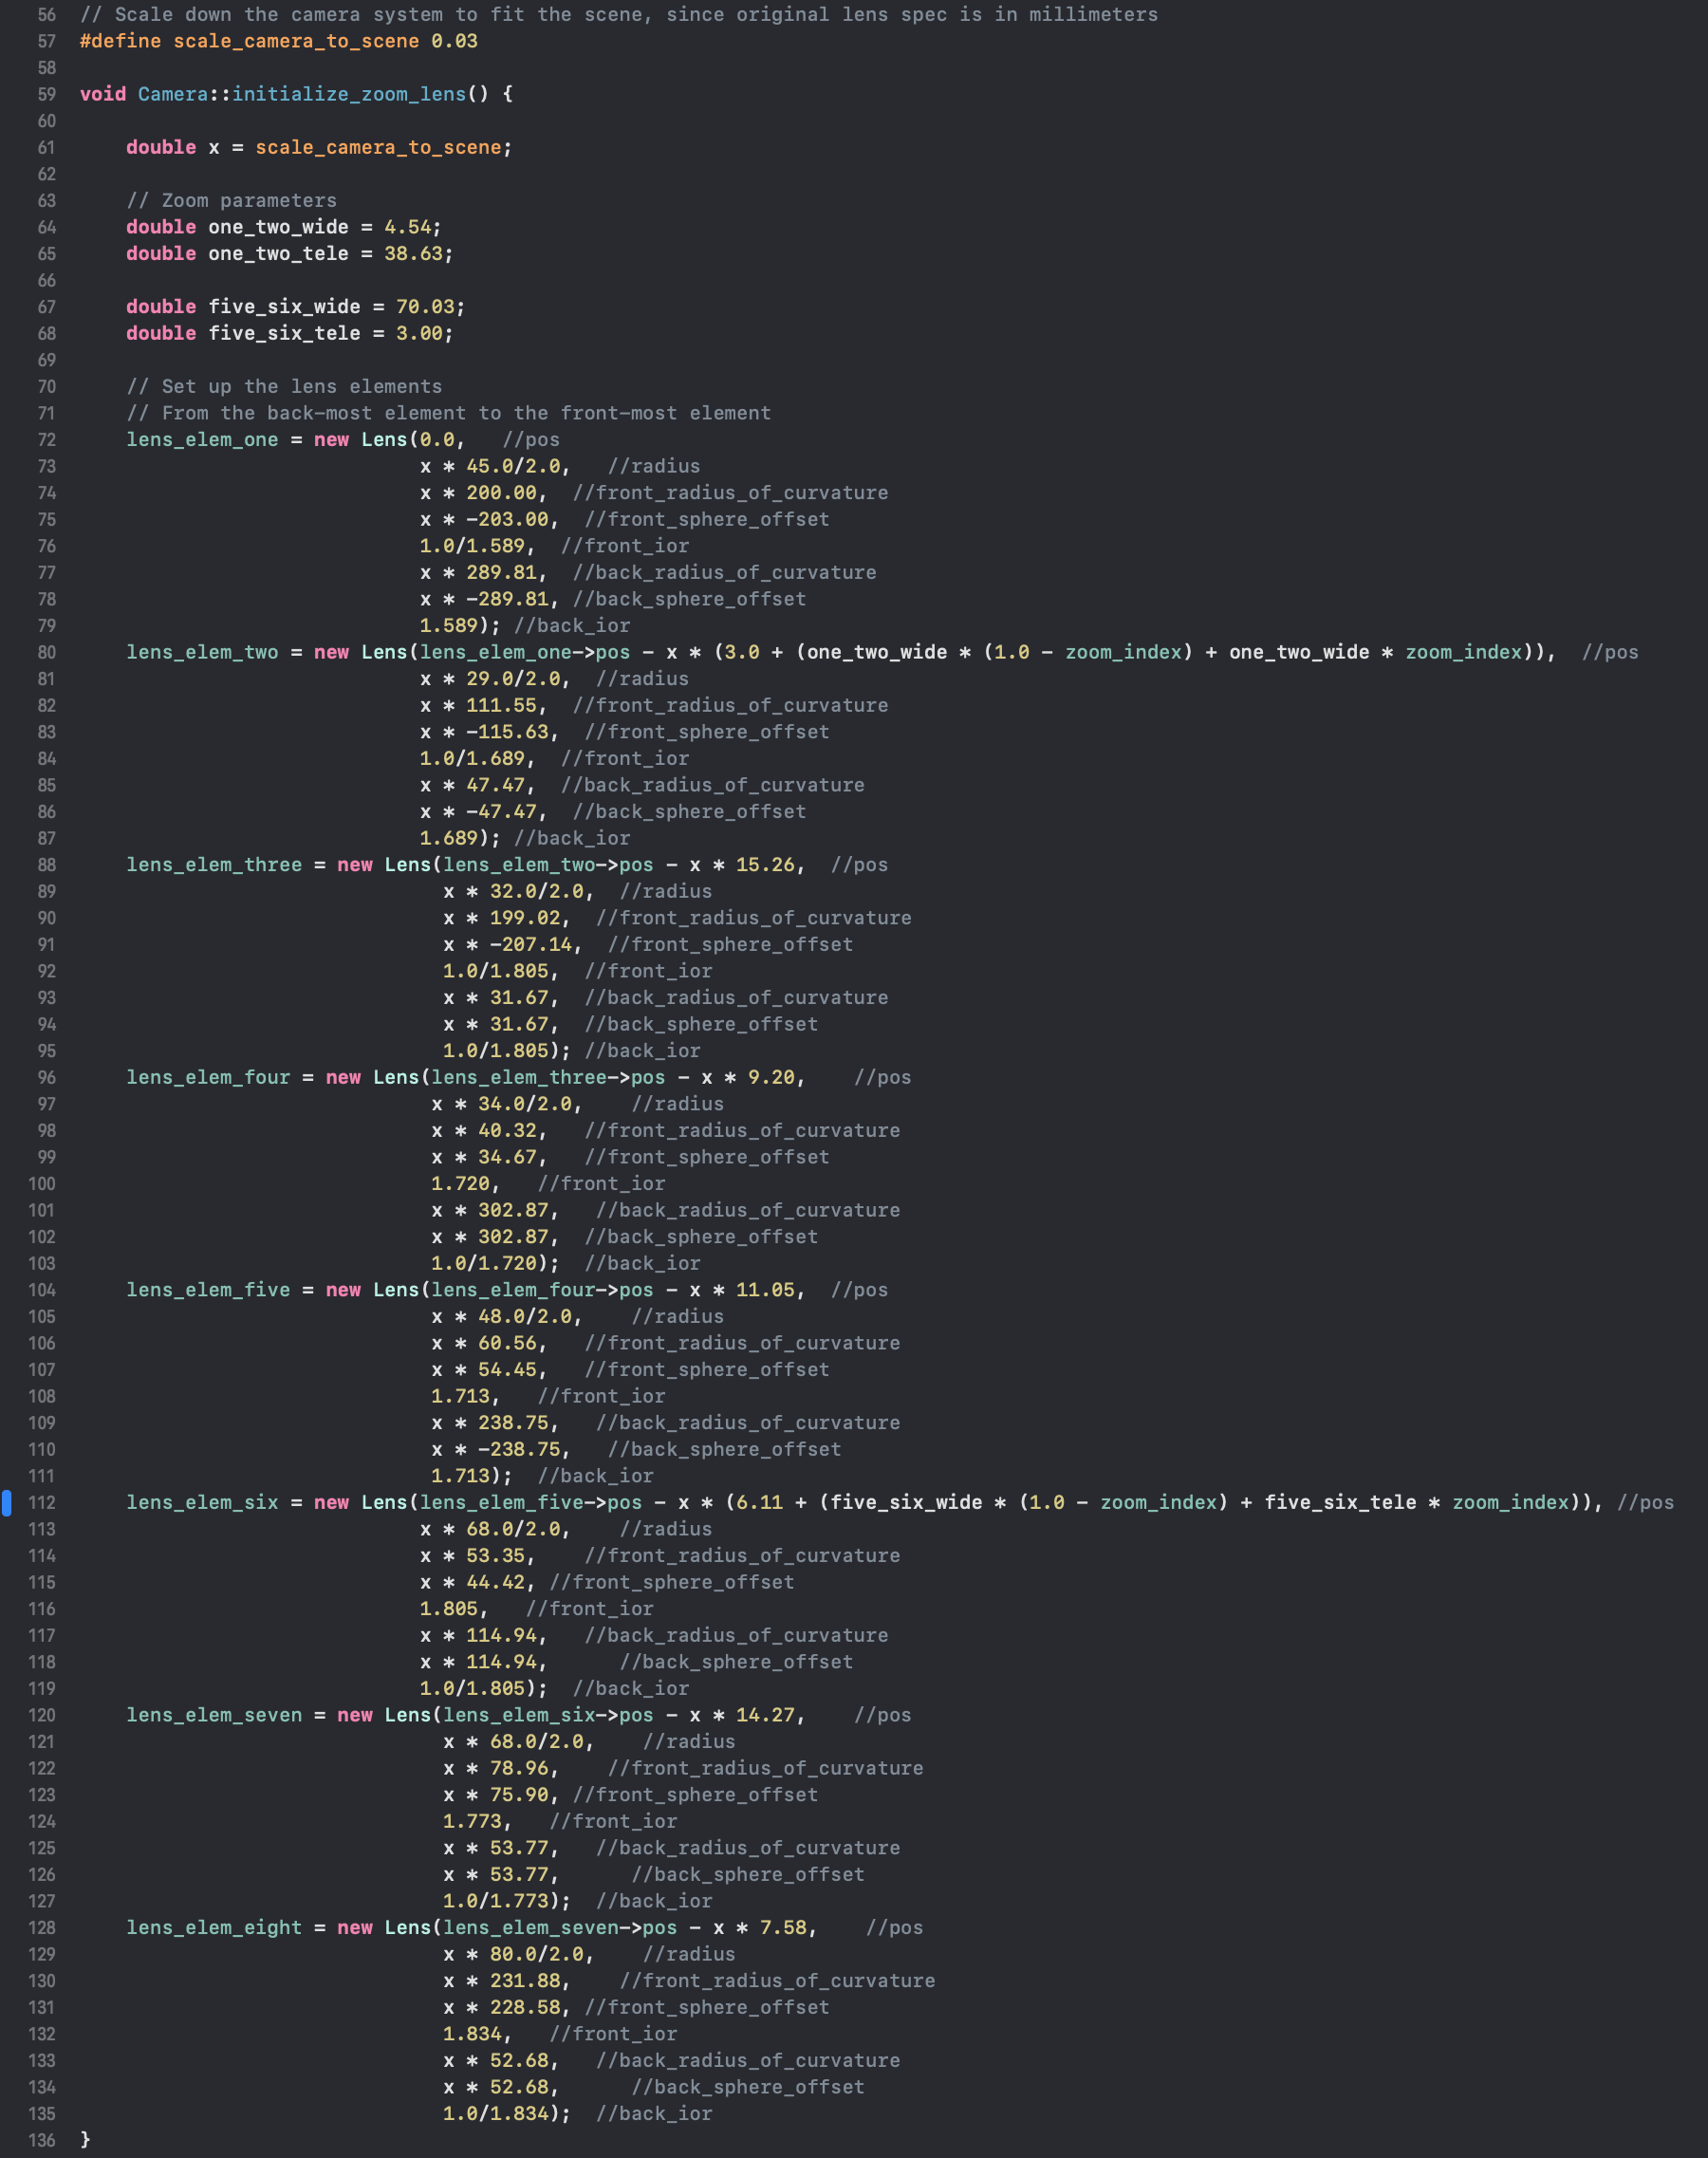 56 // Scale down the camera system to fit the scene, since original lens spec is in millimeters
57 #define scale_camera_to_scene 0.03
58
59 void Camera::initialize_zoom_lens() {
60
61     double x = scale_camera_to_scene;
62
63     // Zoom parameters
64     double one_two_wide = 4.54;
65     double one_two_tele = 38.63;
66
67     double five_six_wide = 70.03;
68     double five_six_tele = 3.00;
69
70     // Set up the lens elements
71     // From the back-most element to the front-most element
72     lens_elem_one = new Lens(0.0,   //pos
73                              x * 45.0/2.0,   //radius
74                              x * 200.00,  //front_radius_of_curvature
75                              x * -203.00,  //front_sphere_offset
76                              1.0/1.589,  //front_ior
77                              x * 289.81,  //back_radius_of_curvature
78                              x * -289.81, //back_sphere_offset
79                              1.589); //back_ior
80     lens_elem_two = new Lens(lens_elem_one->pos - x * (3.0 + (one_two_wide * (1.0 - zoom_index) + one_two_wide * zoom_index)),  //pos
81                              x * 29.0/2.0,  //radius
82                              x * 111.55,  //front_radius_of_curvature
83                              x * -115.63,  //front_sphere_offset
84                              1.0/1.689,  //front_ior
85                              x * 47.47,  //back_radius_of_curvature
86                              x * -47.47,  //back_sphere_offset
87                              1.689); //back_ior
88     lens_elem_three = new Lens(lens_elem_two->pos - x * 15.26,  //pos
89                                x * 32.0/2.0,  //radius
90                                x * 199.02,  //front_radius_of_curvature
91                                x * -207.14,  //front_sphere_offset
92                                1.0/1.805,  //front_ior
93                                x * 31.67,  //back_radius_of_curvature
94                                x * 31.67,  //back_sphere_offset
95                                1.0/1.805); //back_ior
96     lens_elem_four = new Lens(lens_elem_three->pos - x * 9.20,    //pos
97                               x * 34.0/2.0,    //radius
98                               x * 40.32,   //front_radius_of_curvature
99                               x * 34.67,   //front_sphere_offset
100                               1.720,   //front_ior
101                               x * 302.87,   //back_radius_of_curvature
102                               x * 302.87,  //back_sphere_offset
103                               1.0/1.720);  //back_ior
104     lens_elem_five = new Lens(lens_elem_four->pos - x * 11.05,  //pos
105                               x * 48.0/2.0,    //radius
106                               x * 60.56,   //front_radius_of_curvature
107                               x * 54.45,   //front_sphere_offset
108                               1.713,   //front_ior
109                               x * 238.75,   //back_radius_of_curvature
110                               x * -238.75,   //back_sphere_offset
111                               1.713);  //back_ior
112     lens_elem_six = new Lens(lens_elem_five->pos - x * (6.11 + (five_six_wide * (1.0 - zoom_index) + five_six_tele * zoom_index)), //pos
113                              x * 68.0/2.0,    //radius
114                              x * 53.35,    //front_radius_of_curvature
115                              x * 44.42, //front_sphere_offset
116                              1.805,   //front_ior
117                              x * 114.94,   //back_radius_of_curvature
118                              x * 114.94,      //back_sphere_offset
119                              1.0/1.805);  //back_ior
120     lens_elem_seven = new Lens(lens_elem_six->pos - x * 14.27,    //pos
121                                x * 68.0/2.0,    //radius
122                                x * 78.96,    //front_radius_of_curvature
123                                x * 75.90, //front_sphere_offset
124                                1.773,   //front_ior
125                                x * 53.77,   //back_radius_of_curvature
126                                x * 53.77,      //back_sphere_offset
127                                1.0/1.773);  //back_ior
128     lens_elem_eight = new Lens(lens_elem_seven->pos - x * 7.58,    //pos
129                                x * 80.0/2.0,    //radius
130                                x * 231.88,    //front_radius_of_curvature
131                                x * 228.58, //front_sphere_offset
132                                1.834,   //front_ior
133                                x * 52.68,   //back_radius_of_curvature
134                                x * 52.68,      //back_sphere_offset
135                                1.0/1.834);  //back_ior
136 }